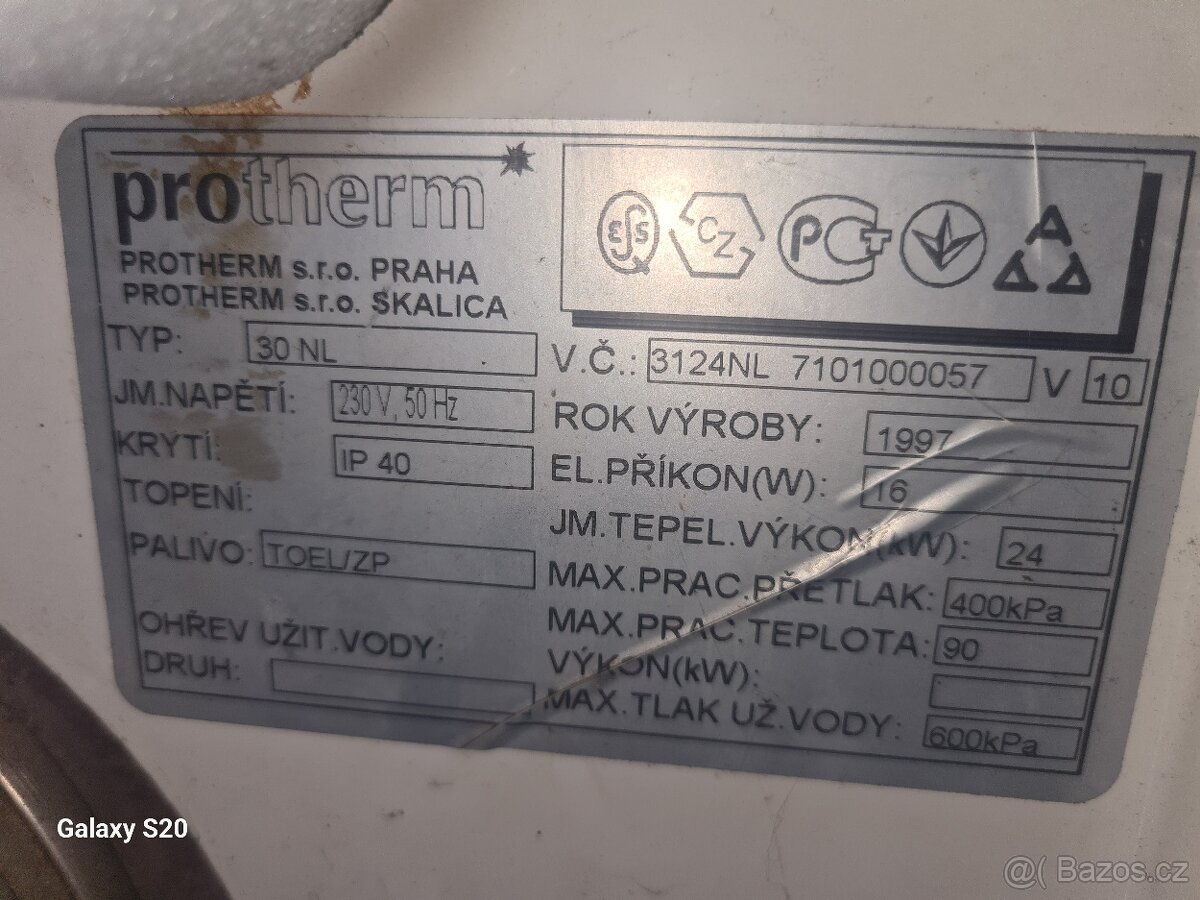 protherm
ESS CZ PCT
PROTHERM s.r.o. PRAHA
PROTHERM s.r.o. SKALICA
TYP: 30 NL
V.Č.: 3124NL 7101000057 V 10
JM.NAPĚTÍ: 230 V, 50 Hz
ROK VÝROBY: 1997
KRYTÍ: IP 40
EL.PŘÍKON(W): 16
TOPENÍ:
JM.TEPEL.VÝKON(kW): 24
PALIVO: TOEL/ZP
MAX.PRAC.PŘETLAK: 400kPa
MAX.PRAC.TEPLOTA: 90
OHŘEV UŽIT.VODY:
VÝKON(kW):
DRUH:
MAX.TLAK UŽ.VODY: 600kPa
Galaxy S20
@( Bazos.cz